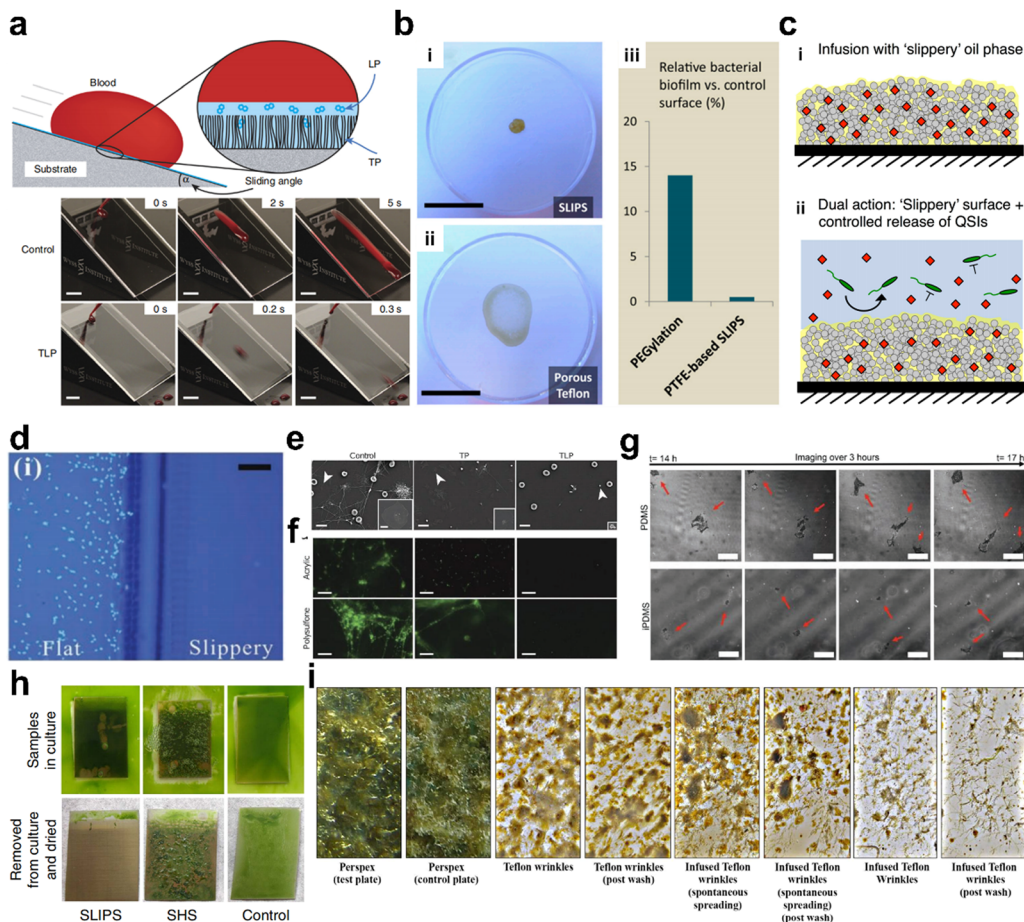 a
Blood
LP
TP
Substrate
α
Sliding angle
0 s
2 s
5 s
Control
0 s
0.2 s
0.3 s
TLP
b
i
SLIPS
ii
Porous
Teflon
iii
Relative bacterial
biofilm vs. control
surface (%)
20
15
10
5
0
PEGylation
PTFE-based SLIPS
c
i
Infusion with 'slippery' oil phase
ii
Dual action: 'Slippery' surface +
controlled release of QSIs
d
(i)
Flat
Slippery
e
Control
TP
TLP
f
Acrylic
Polysulfone
g
t= 14 h
Imaging over 3 hours
t= 17 h
PDMS
iPDMS
h
Samples
in culture
Removed
from culture
and dried
SLIPS
SHS
Control
i
Perspex
(test plate)
Perspex
(control plate)
Teflon wrinkles
Teflon wrinkles
(post wash)
Infused Teflon
wrinkles
(spontaneous
spreading)
Infused Teflon
wrinkles
(spontaneous
spreading)
post wash)
Infused Teflon
Wrinkles
Infused Teflon
wrinkles
(post wash)